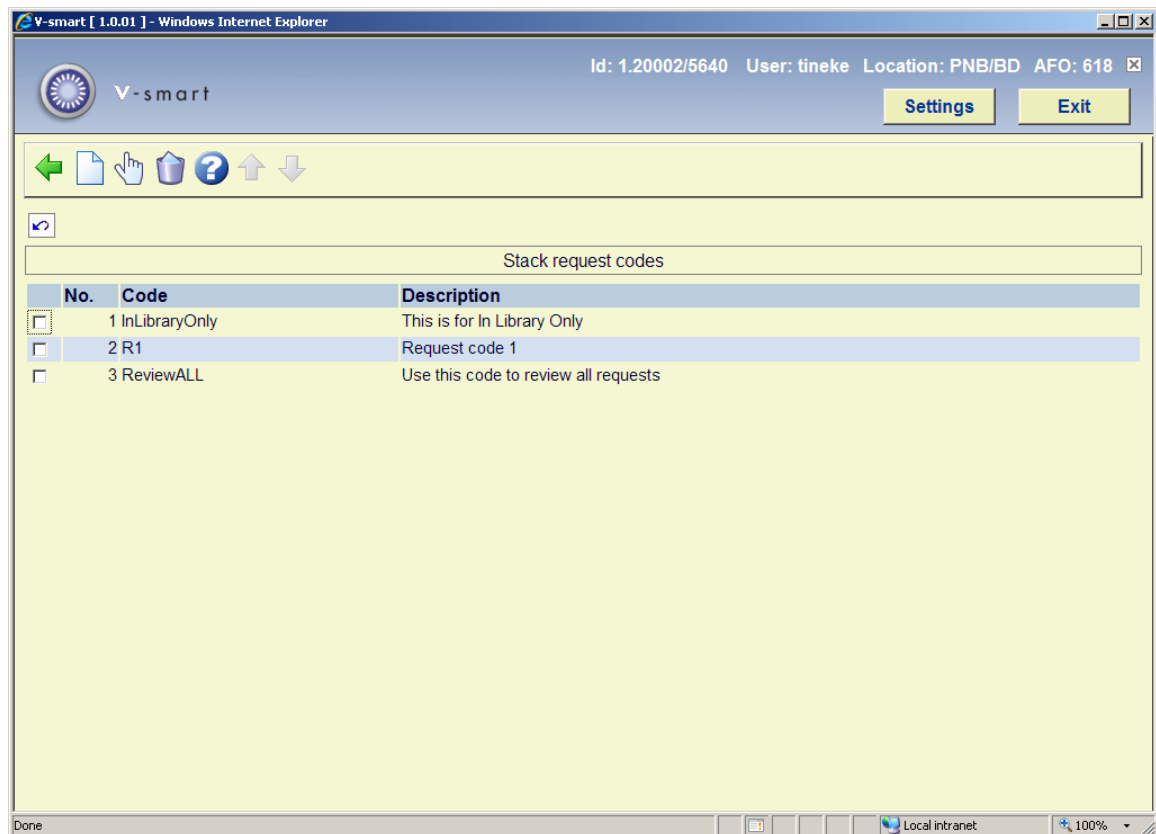 V-smart [ 1.0.01 ] - Windows Internet Explorer
Id: 1.20002/5640 User: tineke Location: PNB/BD AFO: 618
V-smart
Settings Exit
?
Stack request codes
No. Code Description
1 InLibraryOnly This is for In Library Only
2 R1 Request code 1
3 ReviewALL Use this code to review all requests
Done Local intranet 100%